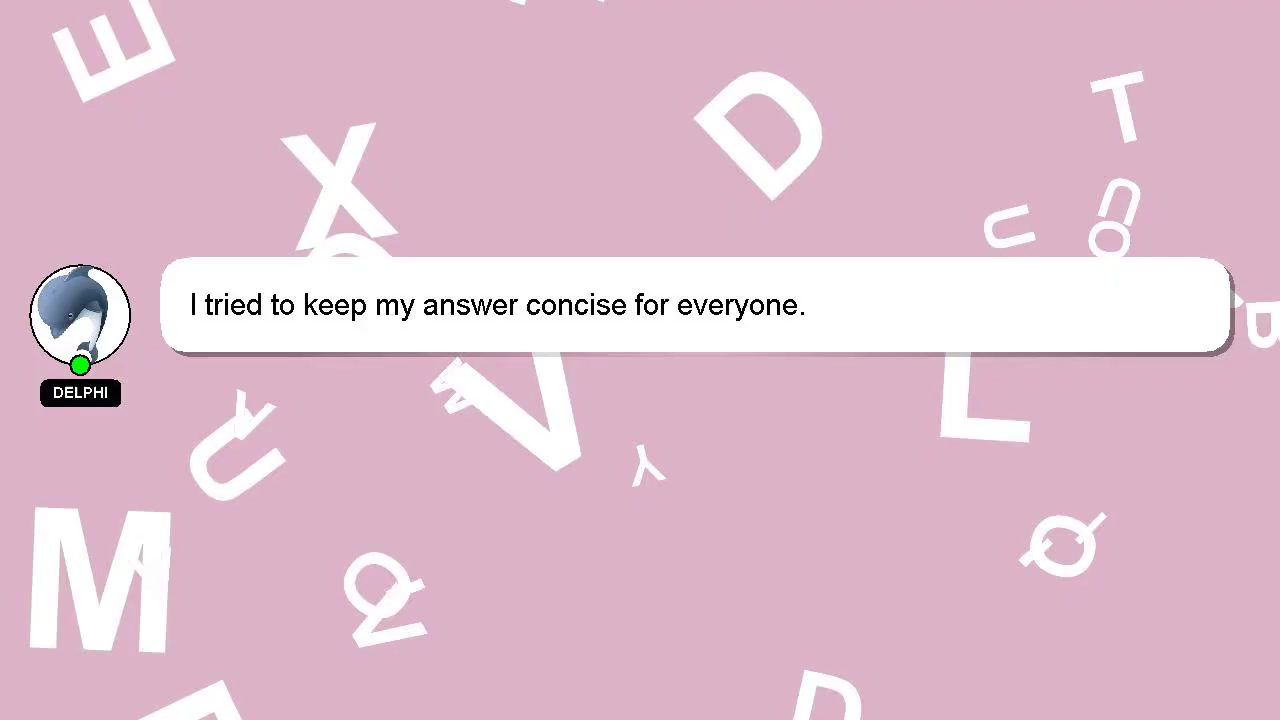 I tried to keep my answer concise for everyone.
DELPHI
E
X
D
T
U
U
O
R
V
L
Y
U
Y
M
Q
Q
D